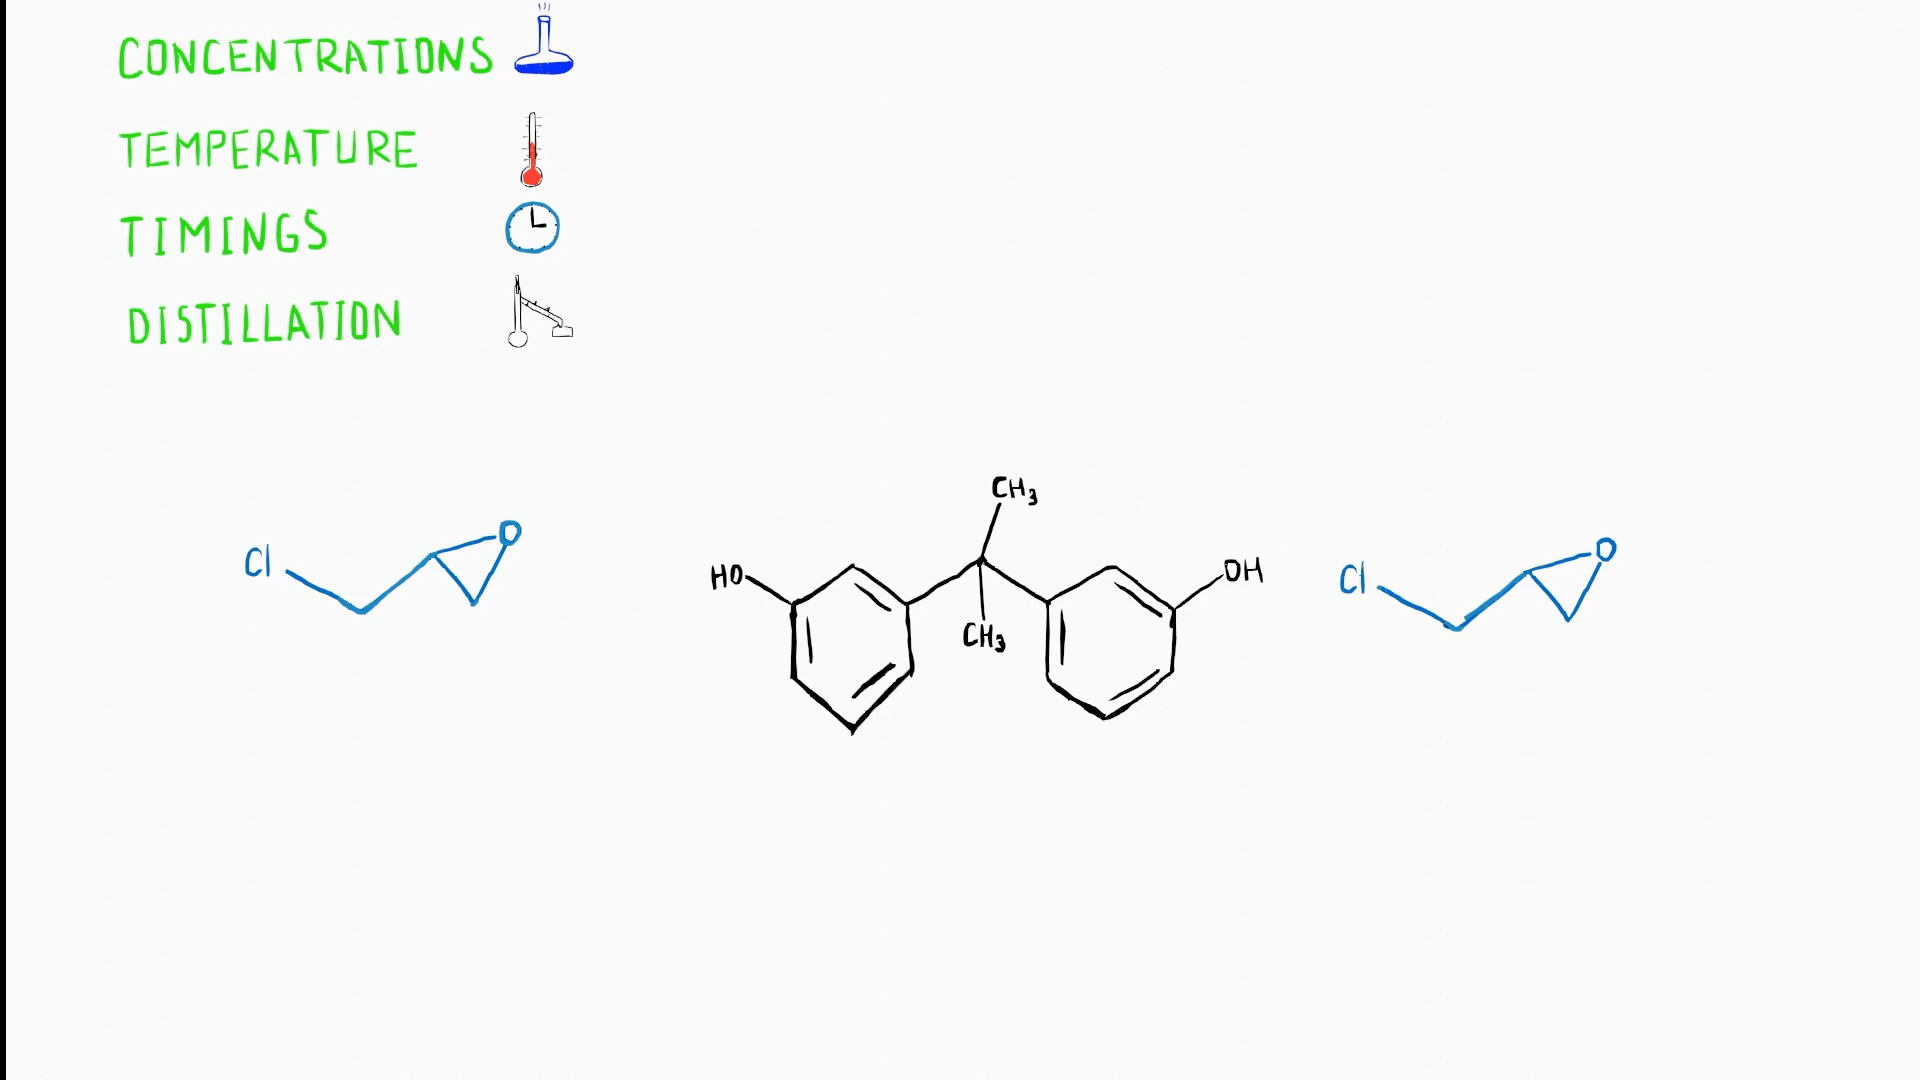 CONCENTRATIONS
TEMPERATURE
TIMINGS
DISTILLATION
CH3
Cl O HO OH Cl O
CH3